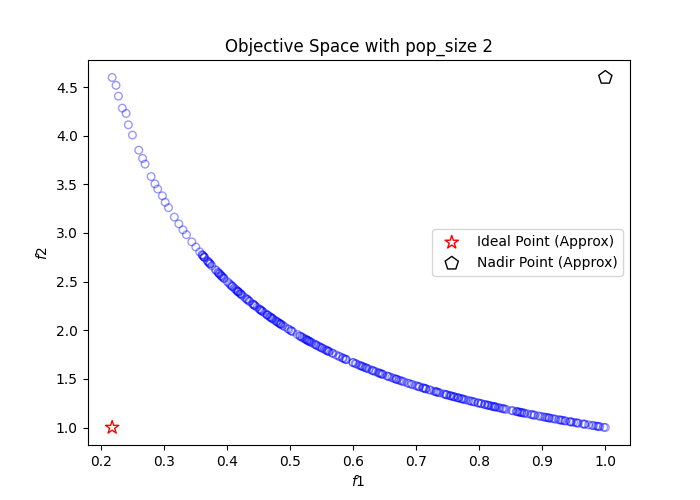 Objective Space with pop_size 2
f2
4.5
4.0
3.5
3.0
2.5
2.0
1.5
1.0
Ideal Point (Approx)
Nadir Point (Approx)
0.2 0.3 0.4 0.5 0.6 0.7 0.8 0.9 1.0
f1